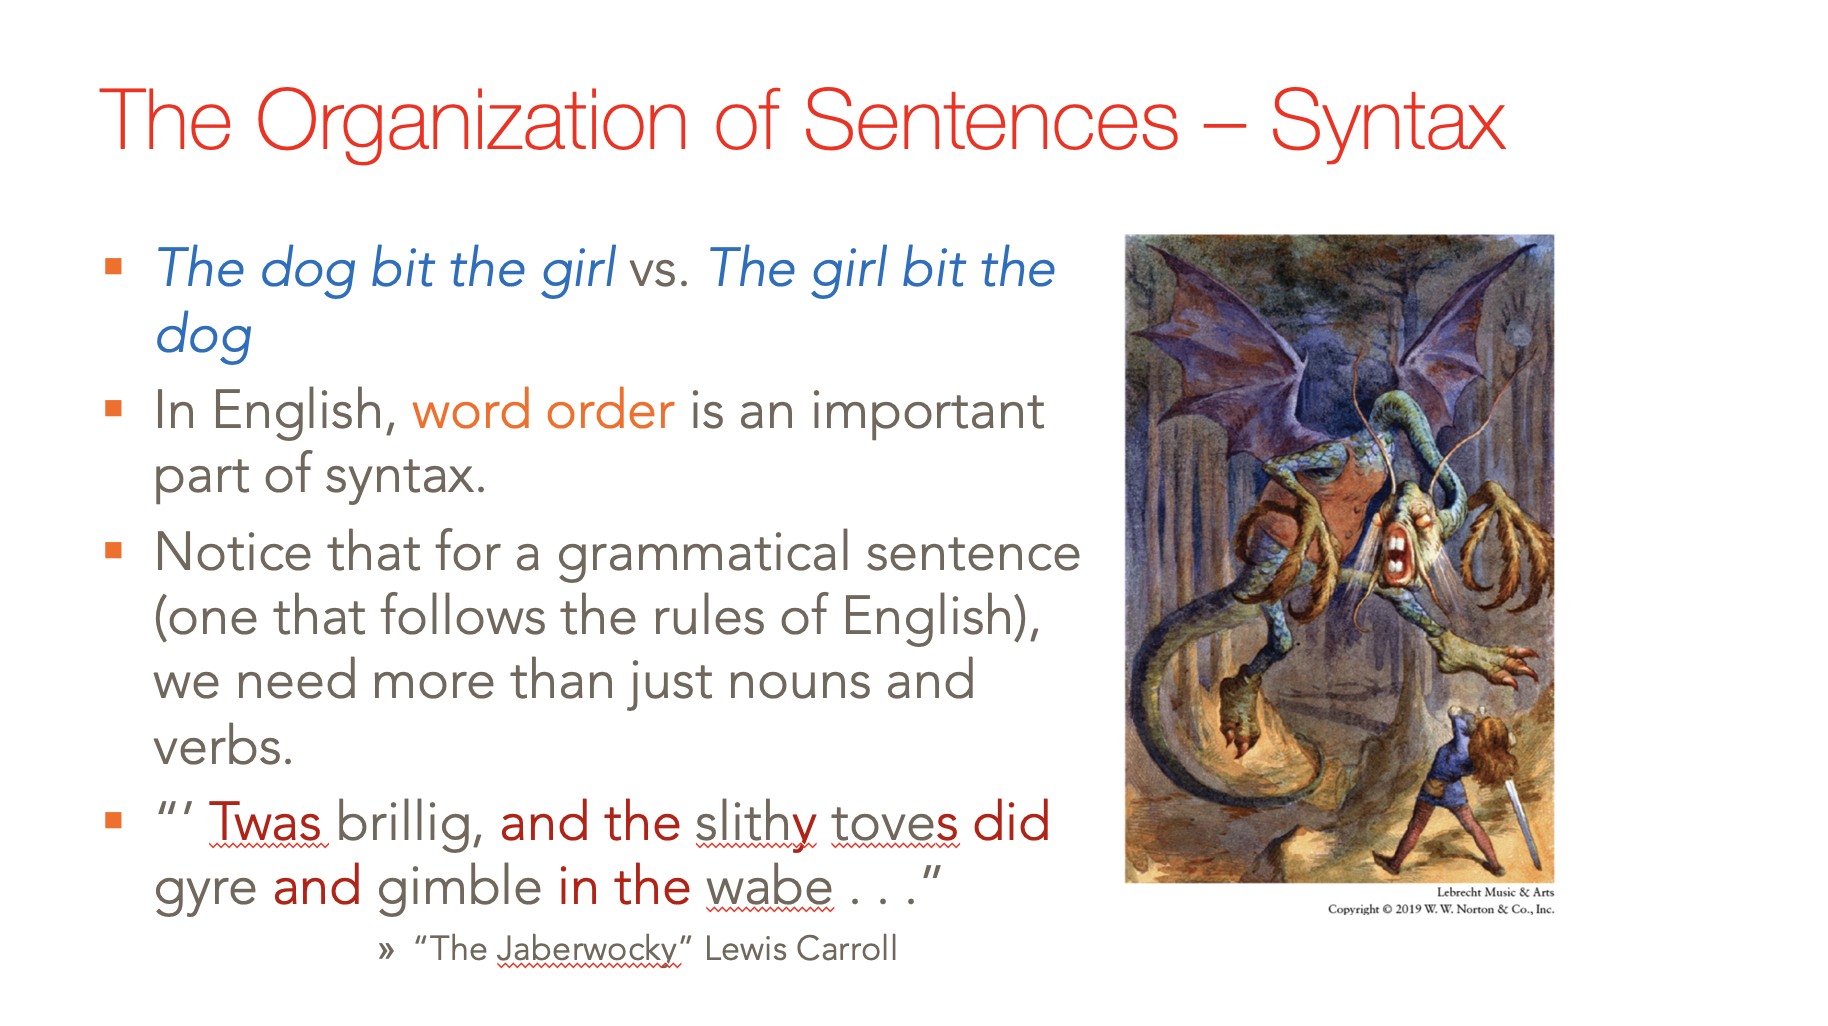 The Organization of Sentences – Syntax
▪ The dog bit the girl vs. The girl bit the
dog
▪ In English, word order is an important
part of syntax.
▪ Notice that for a grammatical sentence
(one that follows the rules of English),
we need more than just nouns and
verbs.
▪ “’ Twas brillig, and the slithy toves did
gyre and gimble in the wabe . . .”
» “The Jaberwocky” Lewis Carroll
Lebrecht Music & Arts
Copyright © 2019 W. W. Norton & Co., Inc.